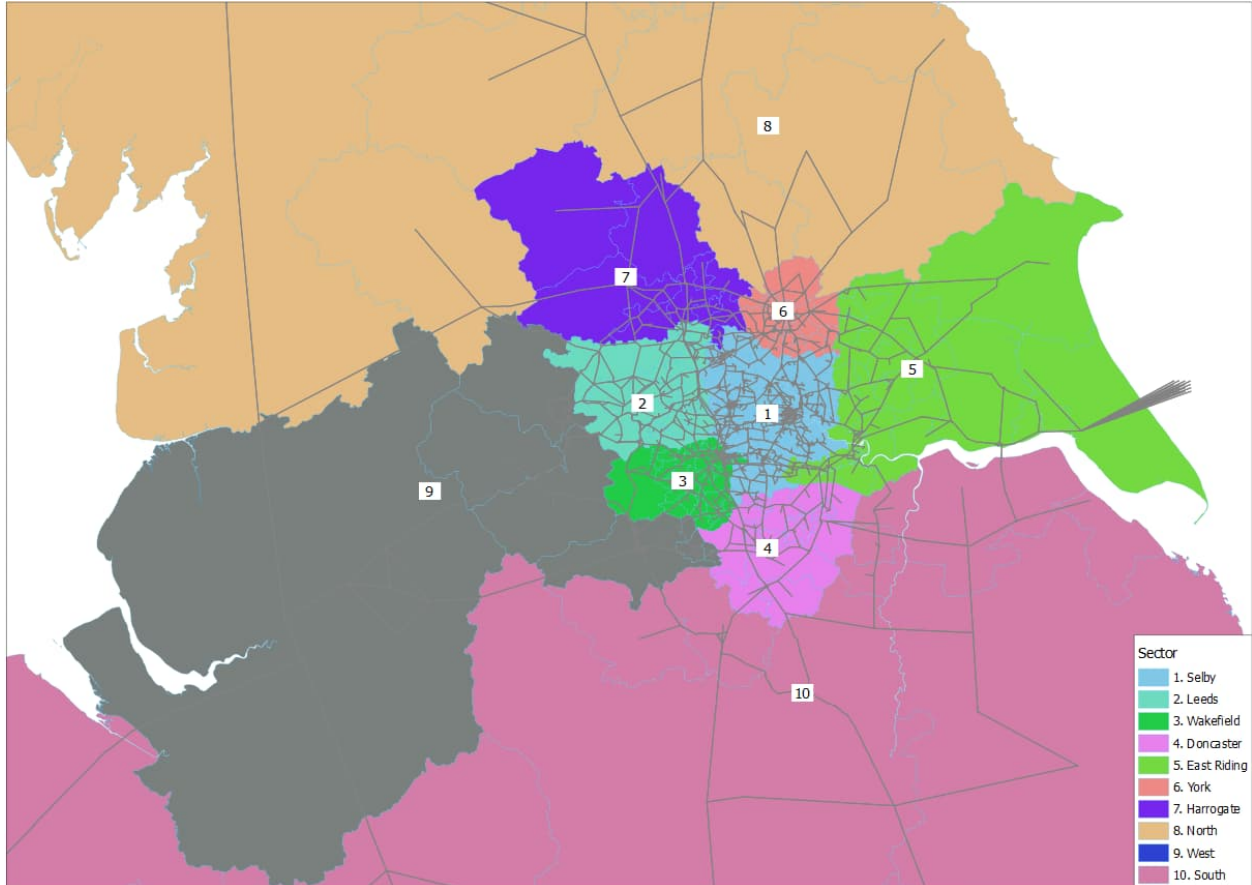 8
7
6
5
2
1
3
9
4
10
Sector
1. Selby
2. Leeds
3. Wakefield
4. Doncaster
5. East Riding
6. York
7. Harrogate
8. North
9. West
10. South